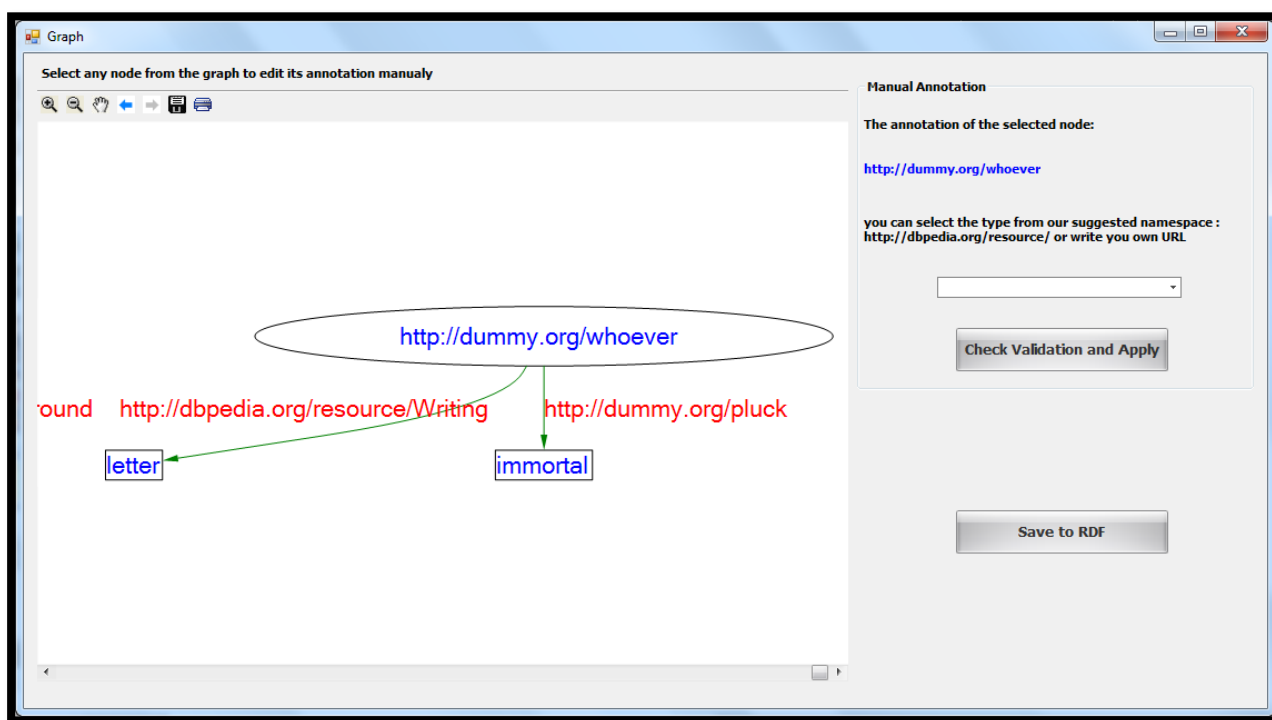 Graph
Select any node from the graph to edit its annotation manualy
Manual Annotation
The annotation of the selected node:
http://dummy.org/whoever
you can select the type from our suggested namespace :
http://dbpedia.org/resource/ or write you own URL
Check Validation and Apply
http://dummy.org/whoever
round http://dbpedia.org/resource/Writing http://dummy.org/pluck
letter immortal
Save to RDF